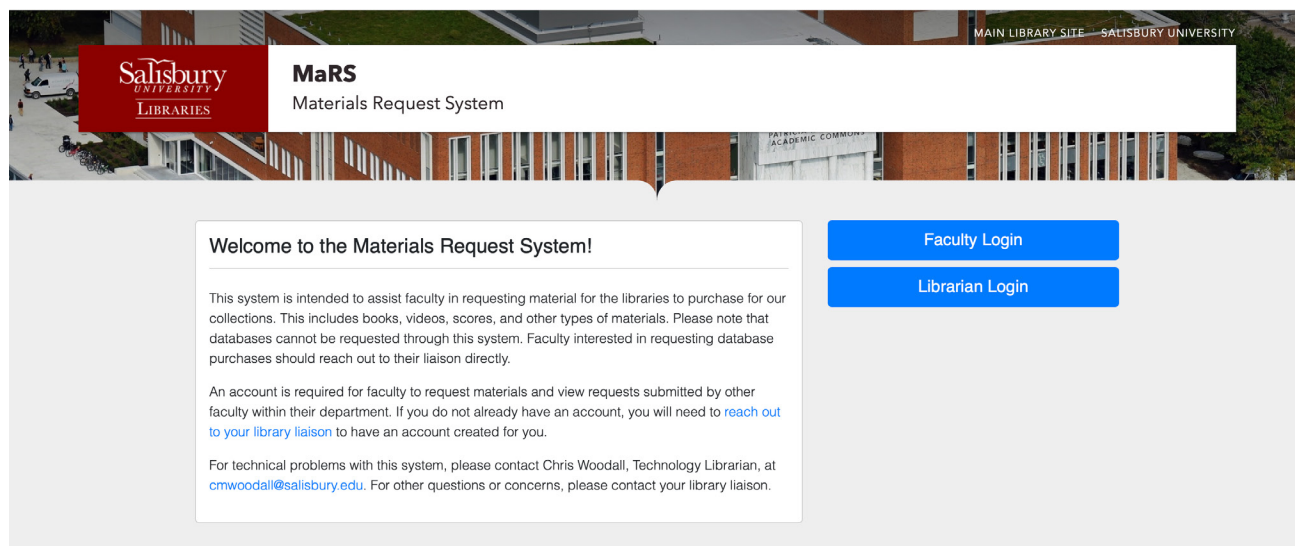 MAIN LIBRARY SITE SALISBURY UNIVERSITY
Salisbury
UNIVERSITY
LIBRARIES
MaRS
Materials Request System
ACADEMIC COMMONS
Welcome to the Materials Request System!
Faculty Login
Librarian Login
This system is intended to assist faculty in requesting material for the libraries to purchase for our
collections. This includes books, videos, scores, and other types of materials. Please note that
databases cannot be requested through this system. Faculty interested in requesting database
purchases should reach out to their liaison directly.
An account is required for faculty to request materials and view requests submitted by other
faculty within their department. If you do not already have an account, you will need to reach out
to your library liaison to have an account created for you.
For technical problems with this system, please contact Chris Woodall, Technology Librarian, at
cmwoodall@salisbury.edu. For other questions or concerns, please contact your library liaison.